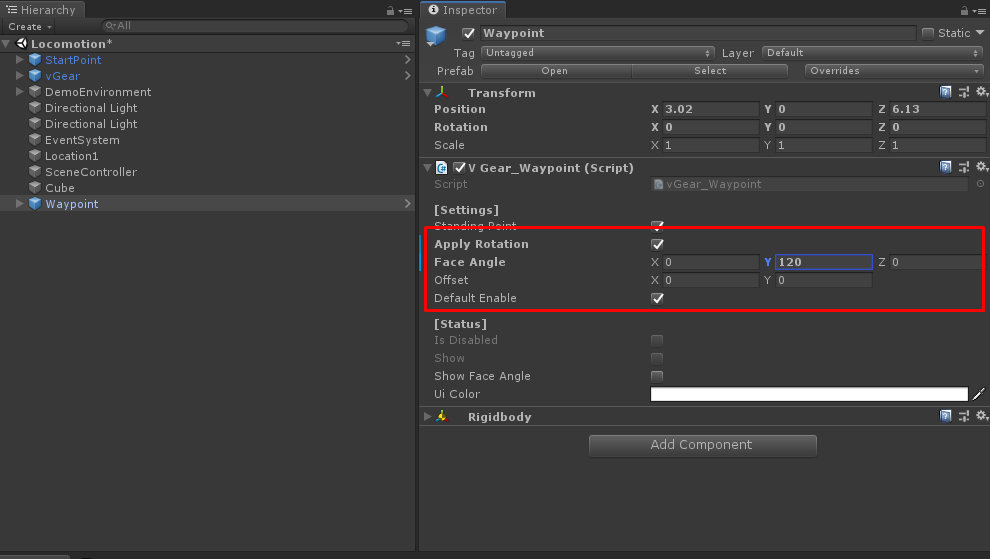 Hierarchy
Create
All
Locomotion*
StartPoint
vGear
DemoEnvironment
Directional Light
Directional Light
EventSystem
Location1
SceneController
Cube
Waypoint
Inspector
Waypoint Static
Tag Untagged Layer Default
Prefab Open Select Overrides
Transform
Position X 3.02 Y 0 Z 6.13
Rotation X 0 Y 0 Z 0
Scale X 1 Y 1 Z 1
V Gear_Waypoint (Script)
Script vGear_Waypoint
[Settings]
Standing Point
Apply Rotation
Face Angle X 0 Y 120 Z 0
Offset X 0 Y 0
Default Enable
[Status]
Is Disabled
Show
Show Face Angle
Ui Color
Rigidbody
Add Component